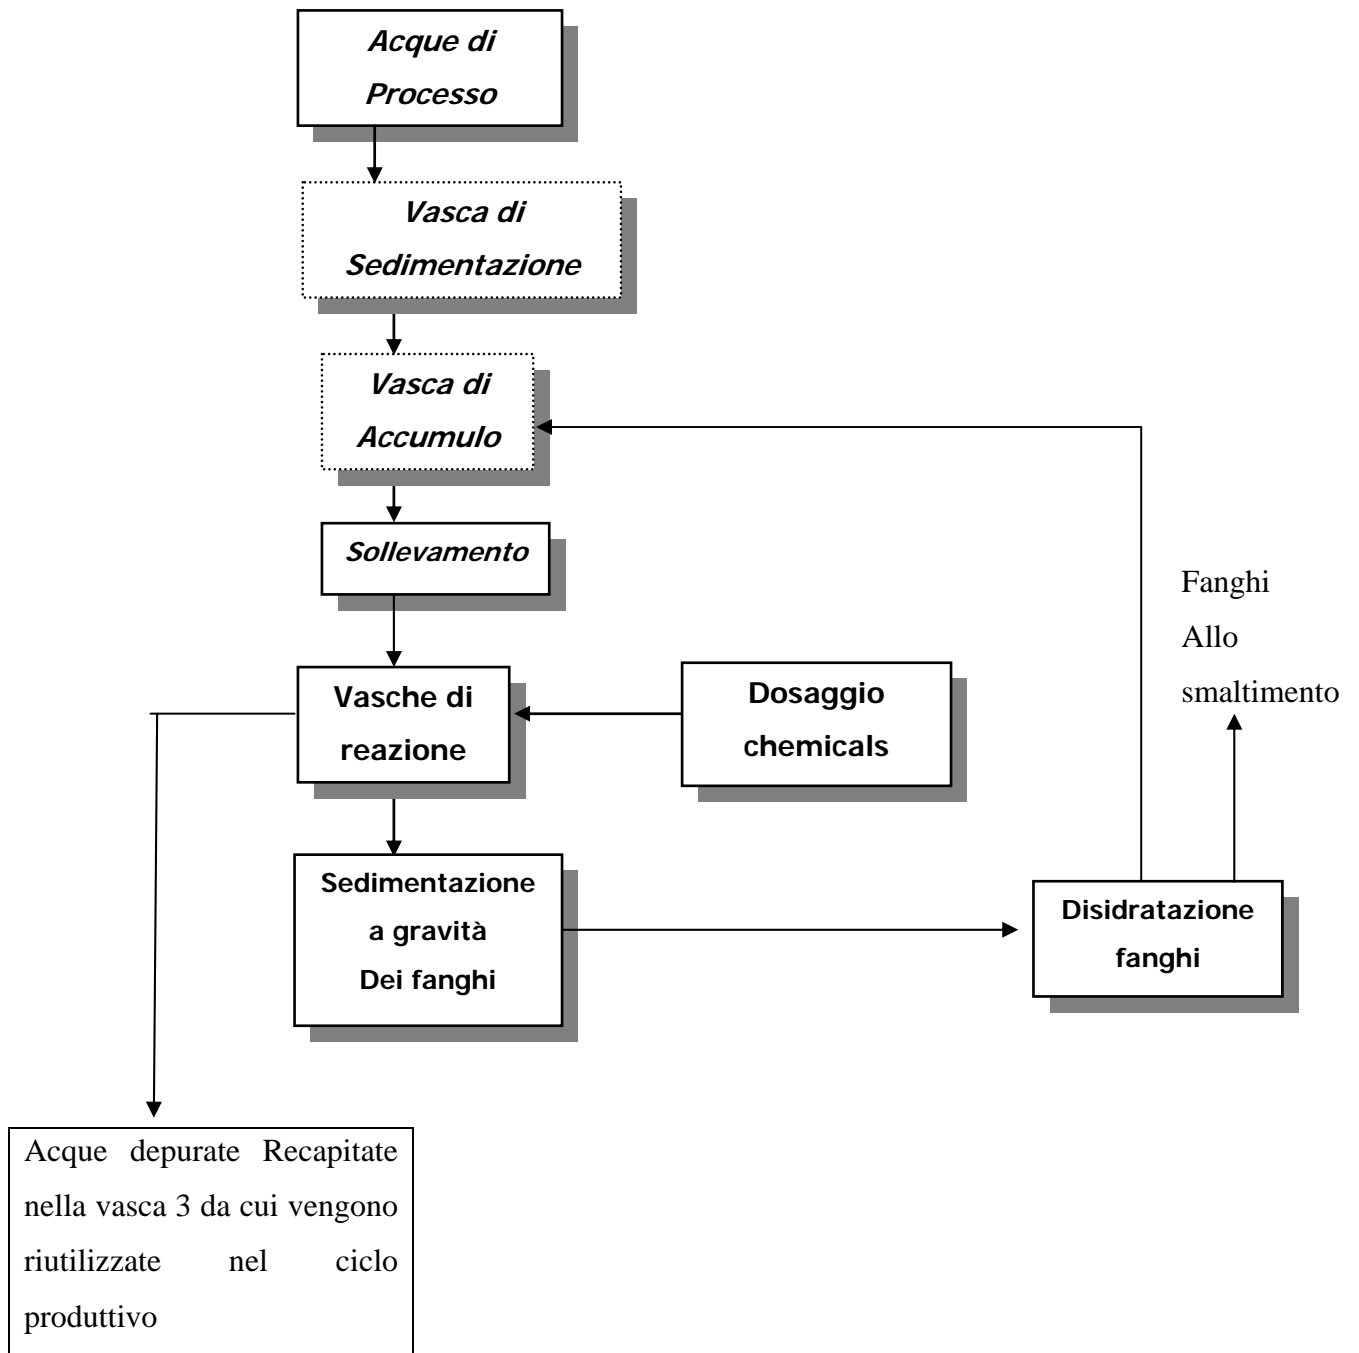 Acque di
Processo
Vasca di
Sedimentazione
Vasca di
Accumulo
Sollevamento
Fanghi
Allo
smaltimento
Vasche di
reazione
Dosaggio
chemicals
Sedimentazione
a gravità
Dei fanghi
Disidratazione
fanghi
Acque depurate Recapitate
nella vasca 3 da cui vengono
riutilizzate nel ciclo
produttivo